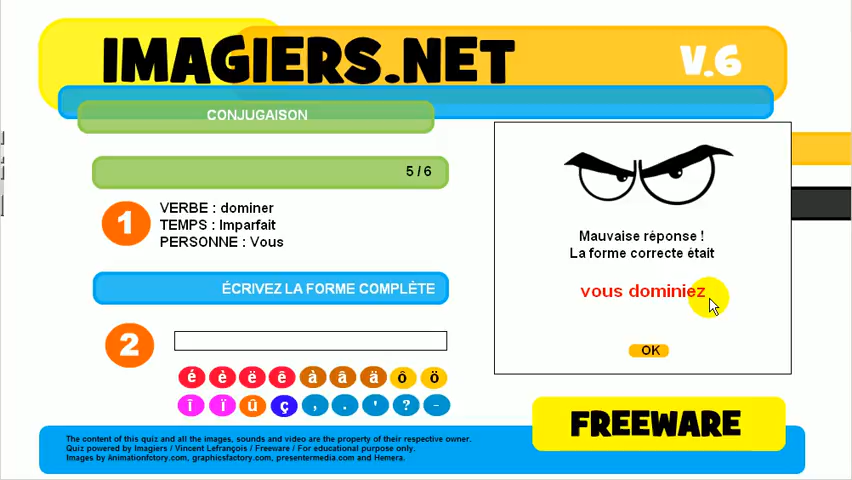 IMAGIERS.NET
V.6
CONJUGAISON
5 / 6
1
VERBE : dominer
TEMPS : Imparfait
PERSONNE : Vous
ÉCRIVEZ LA FORME COMPLÈTE
2
é è ë ê à â ä ô ö
î ï û ç , . ' ? -
Mauvaise réponse !
La forme correcte était
vous dominiez
OK
FREEWARE
The content of this quiz and all the images, sounds and video are the property of their respective owner.
Quiz powered by Imagiers / Vincent Lefrançois / Freeware / For educational purpose only.
Images by Animationfctory.com, graphicsfactory.com, presentermedia.com and Hemera.